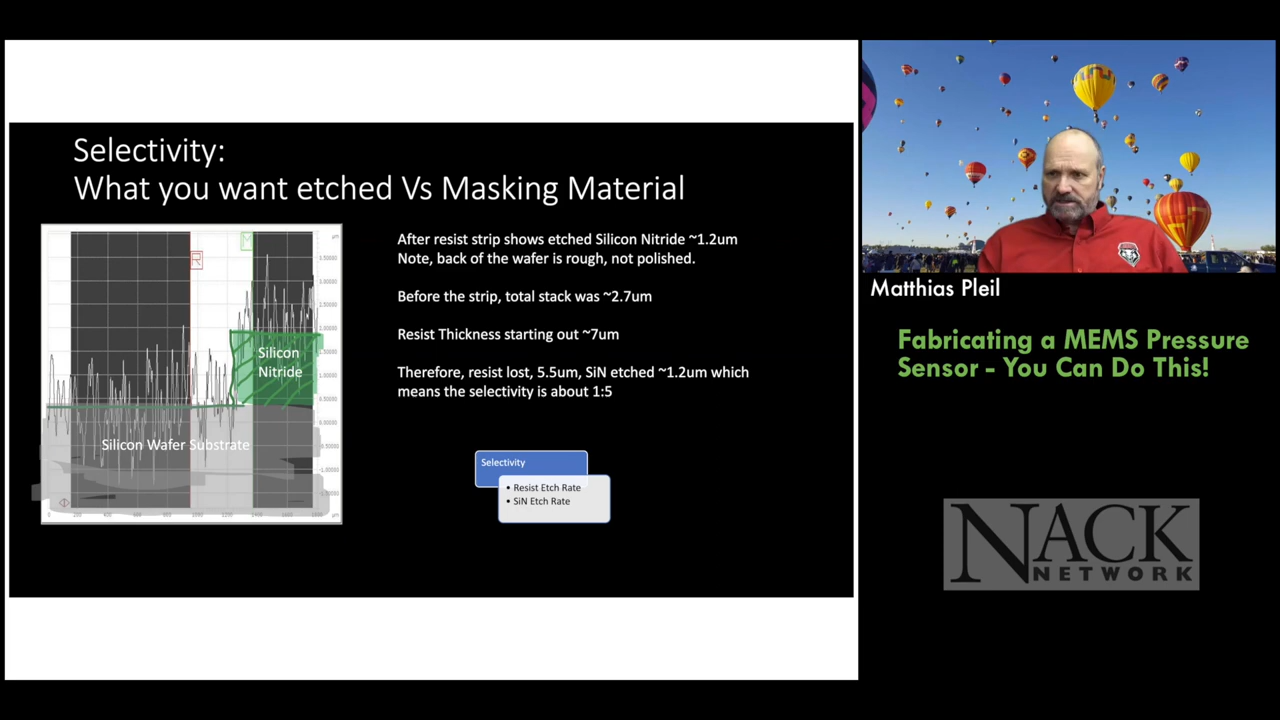 Selectivity:
What you want etched Vs Masking Material
R
M
Silicon
Nitride
Silicon Wafer Substrate
After resist strip shows etched Silicon Nitride ~1.2um
Note, back of the wafer is rough, not polished.
Before the strip, total stack was ~2.7um
Resist Thickness starting out ~7um
Therefore, resist lost, 5.5um, SiN etched ~1.2um which
means the selectivity is about 1:5
Selectivity
• Resist Etch Rate
• SiN Etch Rate
Matthias Pleil
Fabricating a MEMS Pressure
Sensor - You Can Do This!
NACK
NETWORK